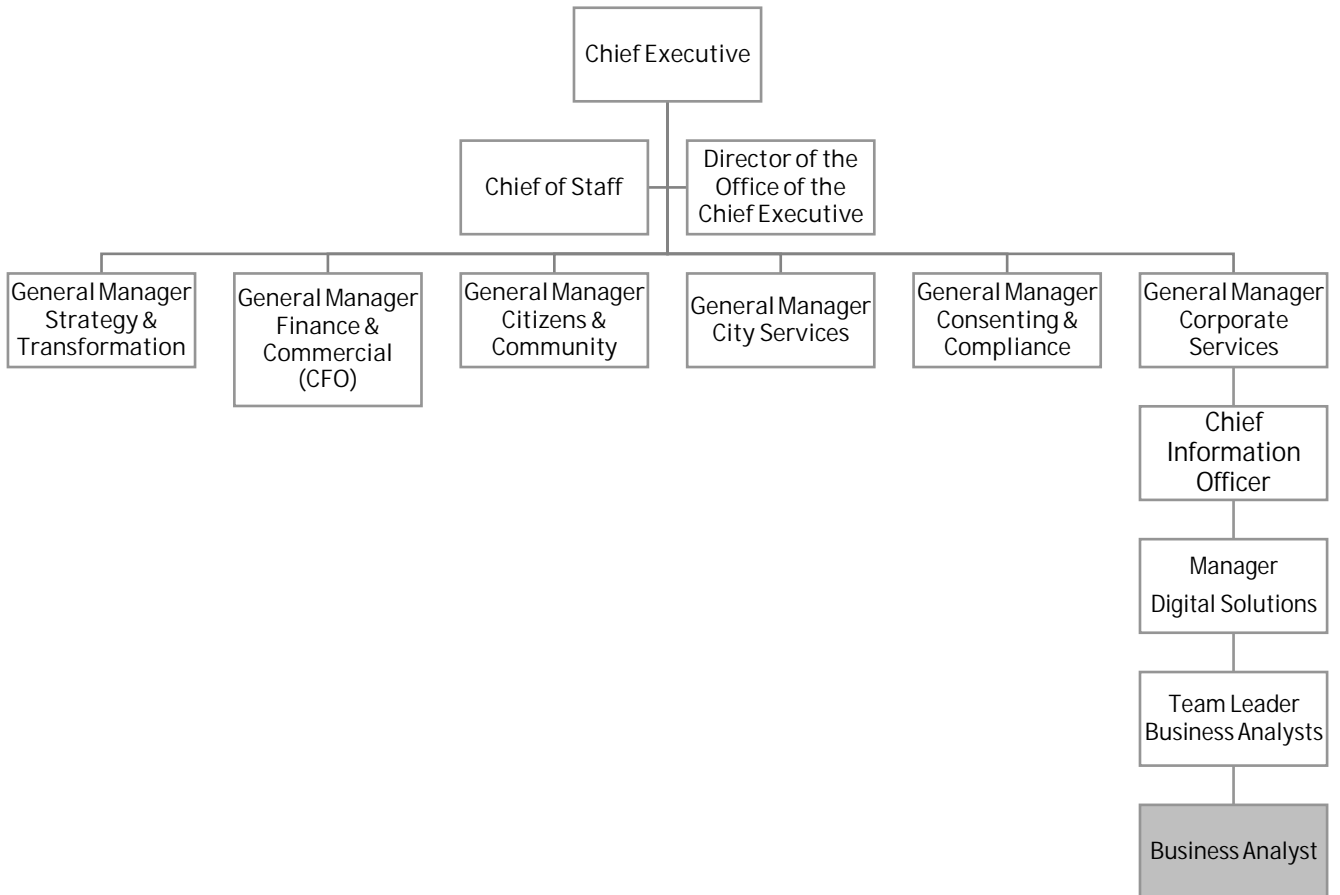 Chief Executive
Chief of Staff
Director of the
Office of the
Chief Executive
General Manager
Strategy &
Transformation
General Manager
Finance &
Commercial
(CFO)
General Manager
Citizens &
Community
General Manager
City Services
General Manager
Consenting &
Compliance
General Manager
Corporate
Services
Chief
Information
Officer
Manager
Digital Solutions
Team Leader
Business Analysts
Business Analyst